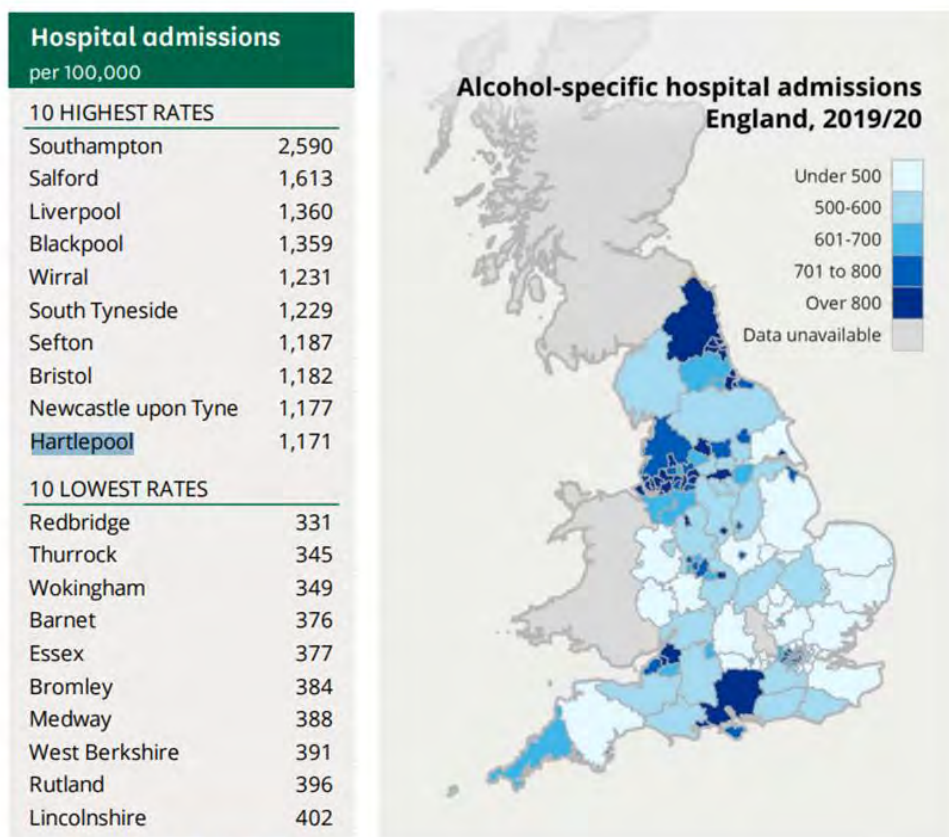 Hospital admissions
per 100,000
10 HIGHEST RATES
Southampton 2,590
Salford 1,613
Liverpool 1,360
Blackpool 1,359
Wirral 1,231
South Tyneside 1,229
Sefton 1,187
Bristol 1,182
Newcastle upon Tyne 1,177
Hartlepool 1,171
10 LOWEST RATES
Redbridge 331
Thurrock 345
Wokingham 349
Barnet 376
Essex 377
Bromley 384
Medway 388
West Berkshire 391
Rutland 396
Lincolnshire 402
Alcohol-specific hospital admissions
England, 2019/20
Under 500
500-600
601-700
701 to 800
Over 800
Data unavailable